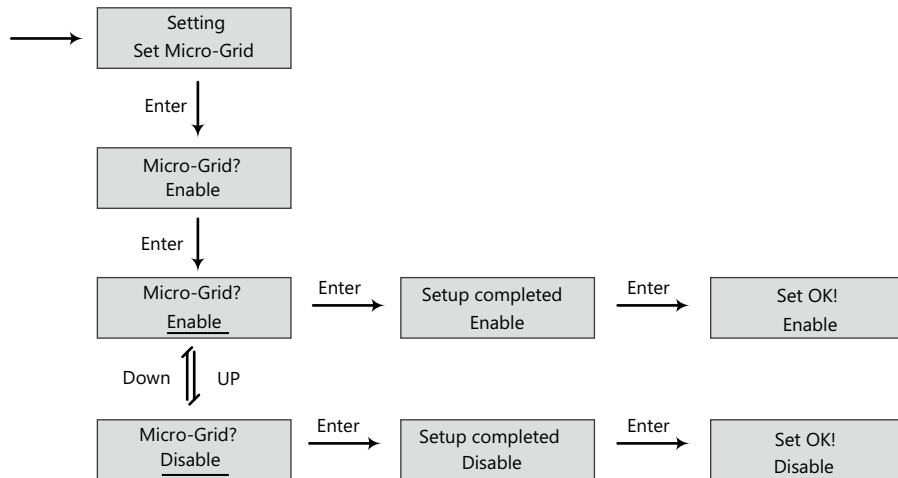 Setting
Set Micro-Grid
Enter
Micro-Grid?
Enable
Enter
Micro-Grid?
Enable
Enter
Setup completed
Enable
Enter
Set OK!
Enable
Down
UP
Micro-Grid?
Disable
Enter
Setup completed
Disable
Enter
Set OK!
Disable